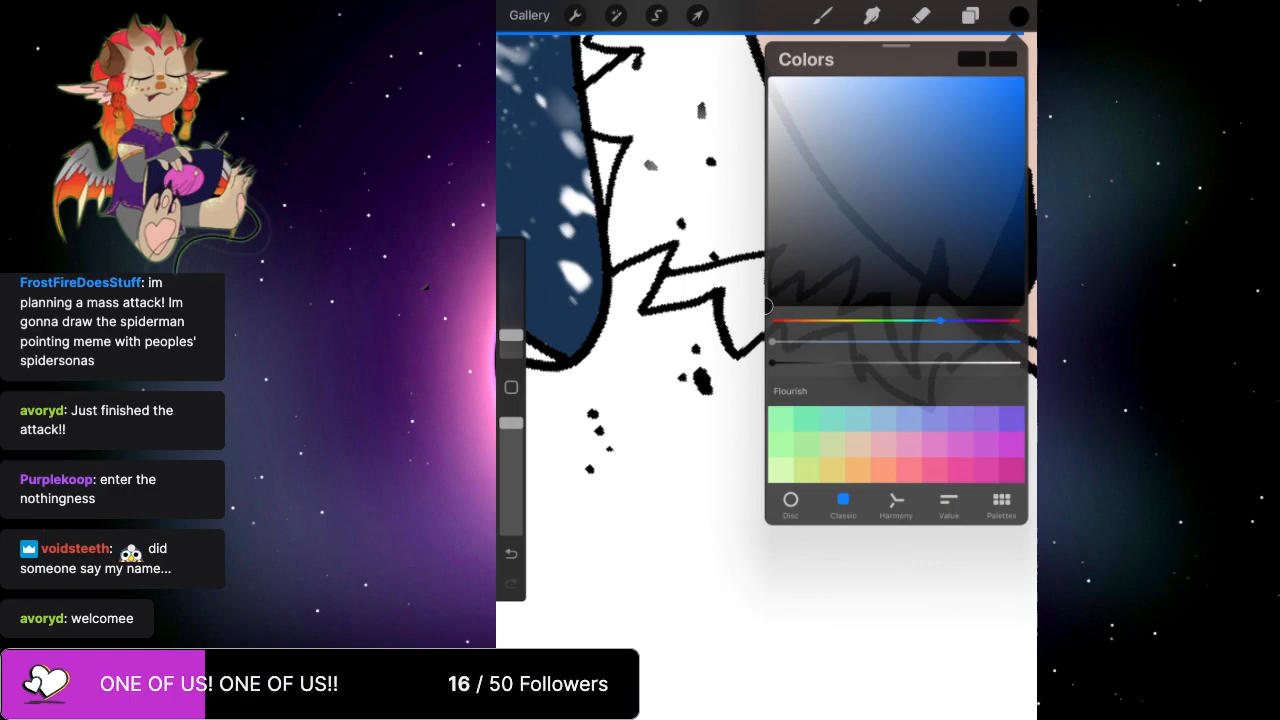 Gallery
Colors
FrostFireDoesStuff: im
planning a mass attack! Im
gonna draw the spiderman
pointing meme with peoples'
spidersonas
avoryd: Just finished the
attack!!
Purplekoop: enter the
nothingness
voidsteeth: did
someone say my name...
avoryd: welcomee
Flourish
Disc
Classic
Harmony
Value
Palettes
ONE OF US! ONE OF US!!
16 / 50 Followers